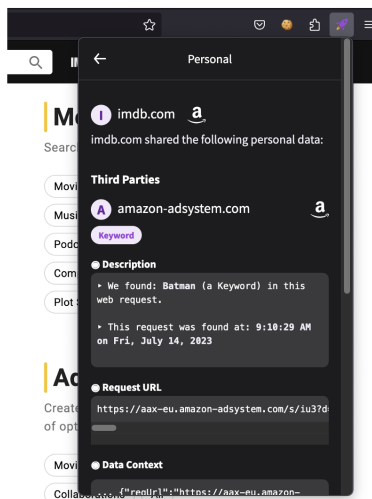 Personal
I imdb.com a
imdb.com shared the following personal data:
Third Parties
A amazon-adsystem.com a
Keyword
Description
‣ We found: Batman (a Keyword) in this
web request.
‣ This request was found at: 9:10:29 AM
on Fri, July 14, 2023
Request URL
https://aax-eu.amazon-adsystem.com/s/iu3?d
Data Context
... {"reqUrl":"https://aax-eu.amazon-
Searc
Movi
Musi
Podc
Com
Plot
Ad
Create
of opt
Movi